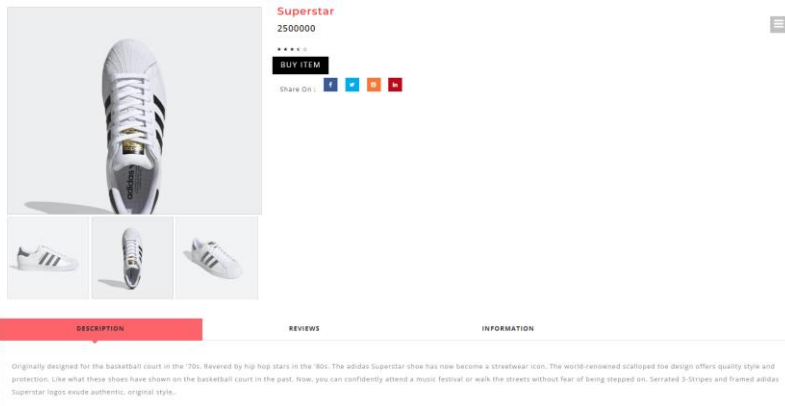 Superstar
2500000
BUY ITEM
Share On :
adidas
DESCRIPTION
REVIEWS
INFORMATION
Originally designed for the basketball court in the '70s. Revered by hip hop stars in the '80s. The adidas Superstar shoe has now become a streetwear icon. The world-renowned scalloped toe design offers quality style and
protection. Like what these shoes have shown on the basketball court in the past. Now, you can confidently attend a music festival or walk the streets without fear of being stepped on. Serrated 3-Stripes and framed adidas
Superstar logos exude authentic, original style..